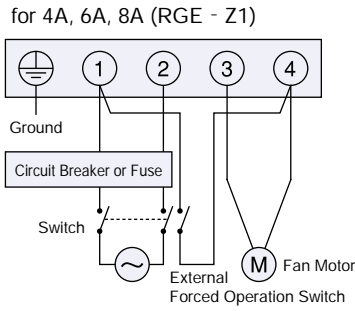 for 4A, 6A, 8A (RGE - Z1)
1 2 3 4
Ground
Circuit Breaker or Fuse
Switch
M Fan Motor
External
Forced Operation Switch